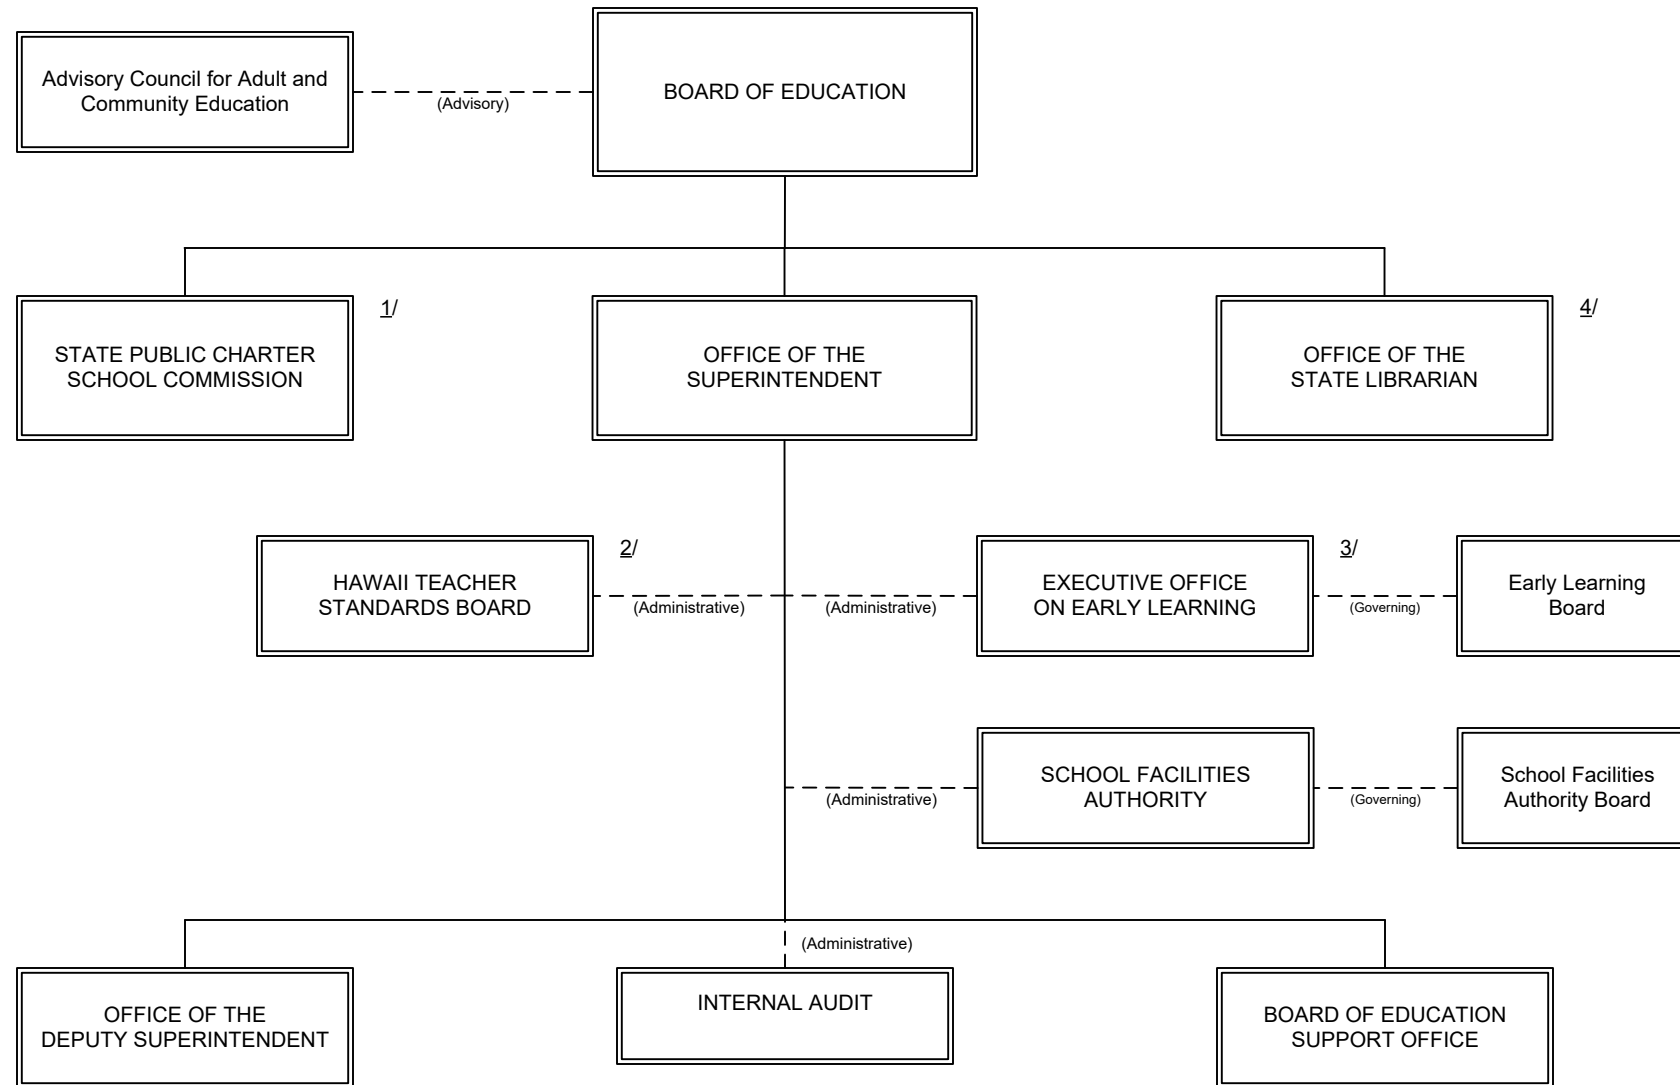 Advisory Council for Adult and
Community Education
(Advisory)
BOARD OF EDUCATION
STATE PUBLIC CHARTER
SCHOOL COMMISSION
1/
OFFICE OF THE
SUPERINTENDENT
OFFICE OF THE
STATE LIBRARIAN
4/
HAWAII TEACHER
STANDARDS BOARD
2/
(Administrative)
(Administrative)
EXECUTIVE OFFICE
ON EARLY LEARNING
3/
(Governing)
Early Learning
Board
(Administrative)
SCHOOL FACILITIES
AUTHORITY
(Governing)
School Facilities
Authority Board
(Administrative)
OFFICE OF THE
DEPUTY SUPERINTENDENT
INTERNAL AUDIT
BOARD OF EDUCATION
SUPPORT OFFICE